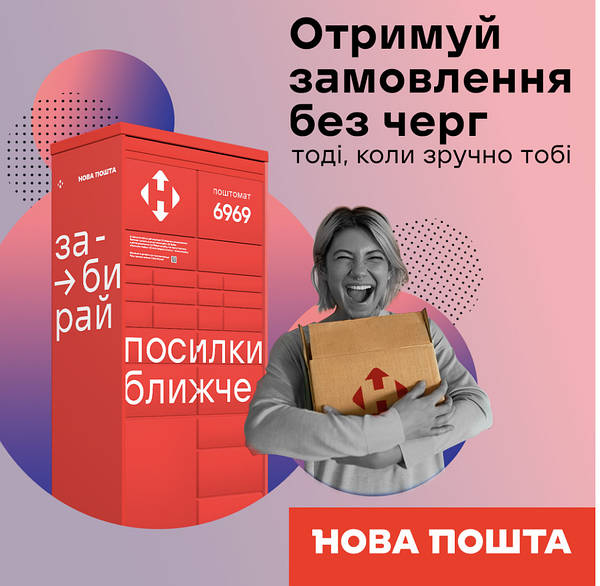 Отримуй
замовлення
без черг
тоді, коли зручно тобі
НОВА ПОШТА
поштомат
6969
за-
→би
рай
посилки
ближче
НОВА ПОШТА